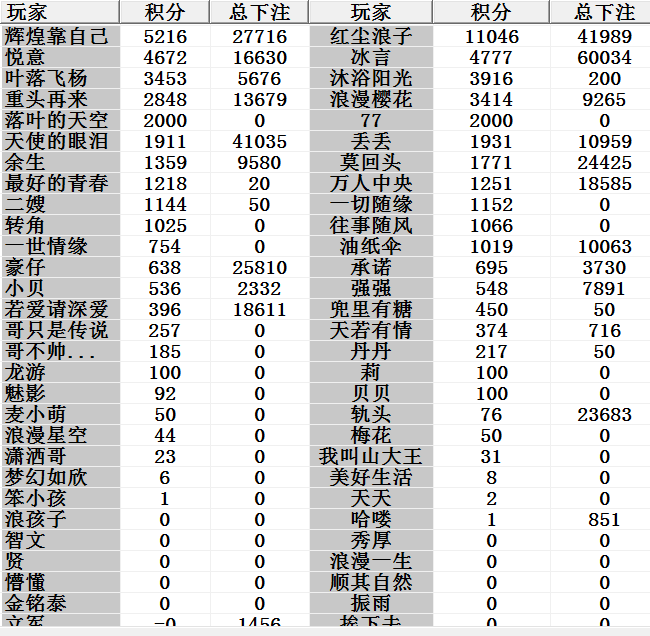 玩家 积分 总下注 玩家 积分 总下注
辉煌靠自己 5216 27716 红尘浪子 11046 41989
悦意 4672 16630 冰言 4777 60034
叶落飞杨 3453 5676 沐浴阳光 3916 200
重头再来 2848 13679 浪漫樱花 3414 9265
落叶的天空 2000 0 77 2000 0
天使的眼泪 1911 41035 丢丢 1931 10959
余生 1359 9580 莫回头 1771 24425
最好的青春 1218 20 万人中央 1251 18585
二嫂 1144 50 一切随缘 1152 0
转角 1025 0 往事随风 1066 0
一世情缘 754 0 油纸伞 1019 10063
豪仔 638 25810 承诺 695 3730
小贝 536 2332 强强 548 7891
若爱请深爱 396 18611 兜里有糖 450 50
哥只是传说 257 0 天若有情 374 716
哥不帅... 185 0 丹丹 217 50
龙游 100 0 莉 100 0
魅影 92 0 贝贝 100 0
麦小萌 50 0 轨头 76 23683
浪漫星空 44 0 梅花 50 0
潇洒哥 23 0 我叫山大王 31 0
梦幻如欣 6 0 美好生活 8 0
笨小孩 1 0 天天 2 0
浪孩子 0 0 哈喽 1 851
智文 0 0 秀厚 0 0
贤 0 0 浪漫一生 0 0
懵懂 0 0 顺其自然 0 0
金铭泰 0 0 振雨 0 0
立军 -0 1456 挨下去 0 0